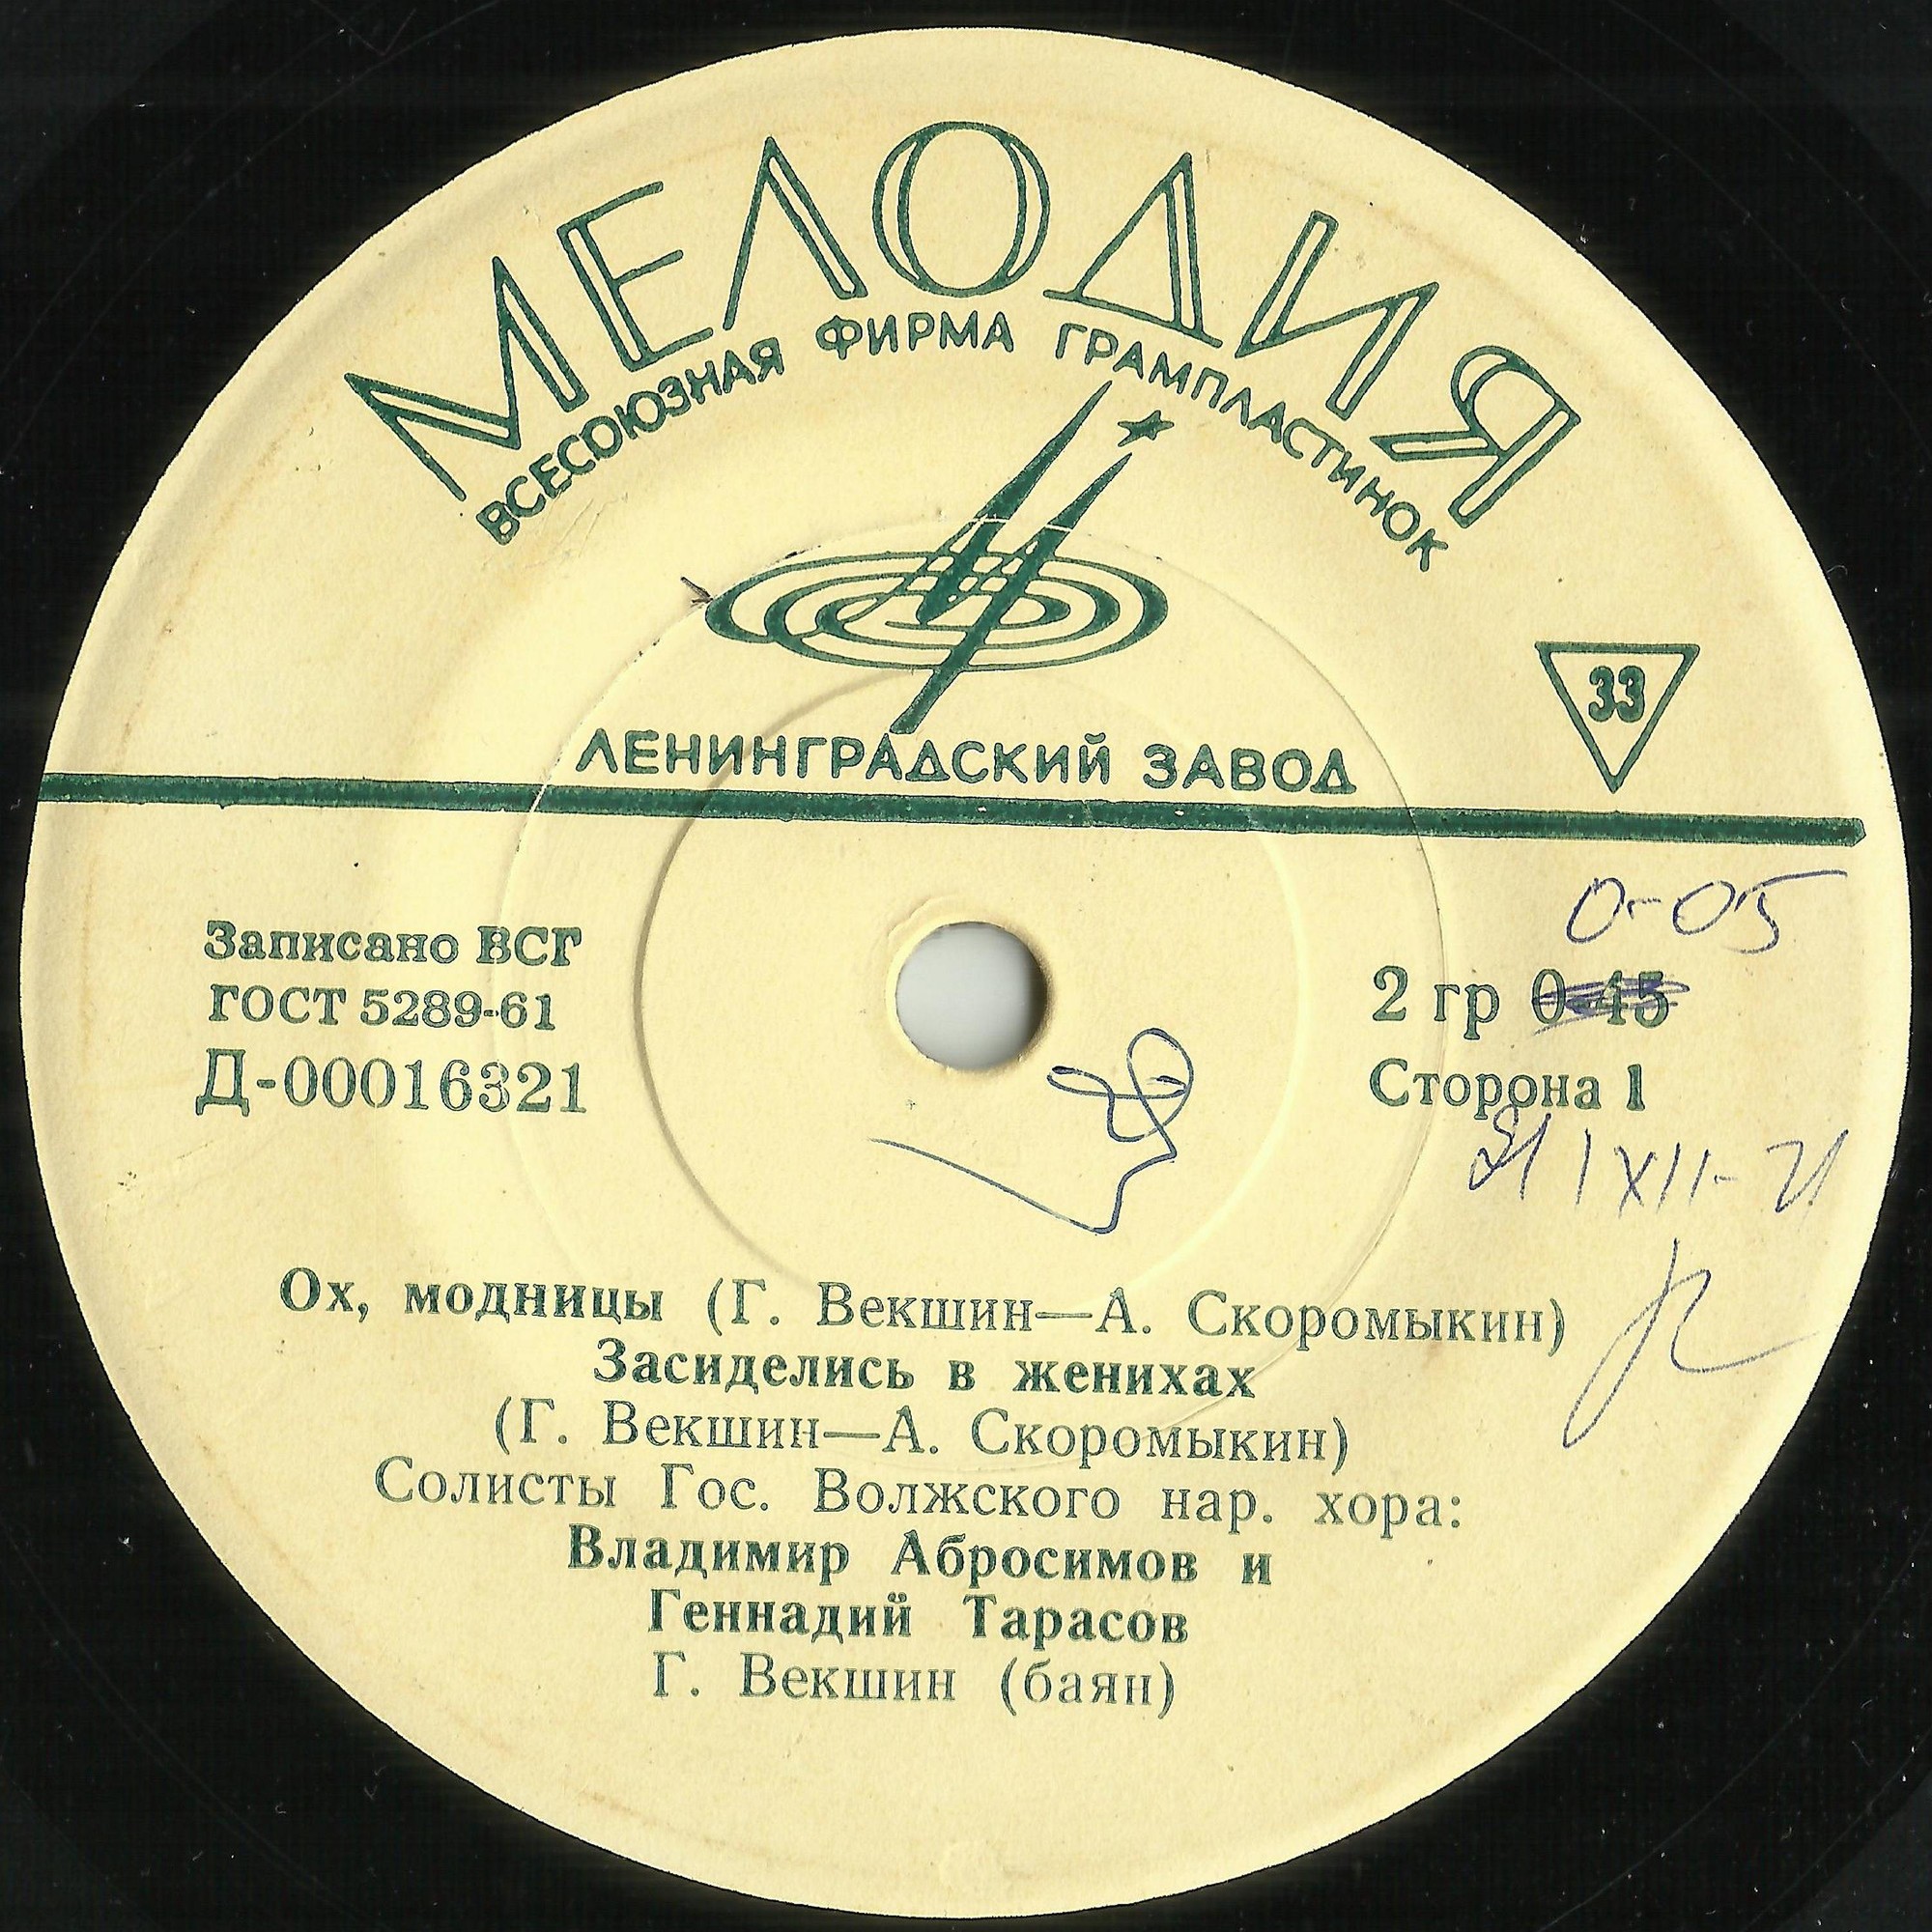 МЕЛОДИЯ
ВСЕСОЮЗНАЯ ФИРМА ГРАМПЛАСТИНОК
33
ЛЕНИНГРАДСКИЙ ЗАВОД
Записано ВСГ
ГОСТ 5289-61
Д-00016321
0-05
2 гр 0-45
Сторона 1
XII-71
Ох, модницы (Г. Векшин—А. Скоромыкин)
Засиделись в женихах
(Г. Векшин—А. Скоромыкин)
Солисты Гос. Волжского нар. хора:
Владимир Абросимов и
Геннадий Тарасов
Г. Векшин (баян)